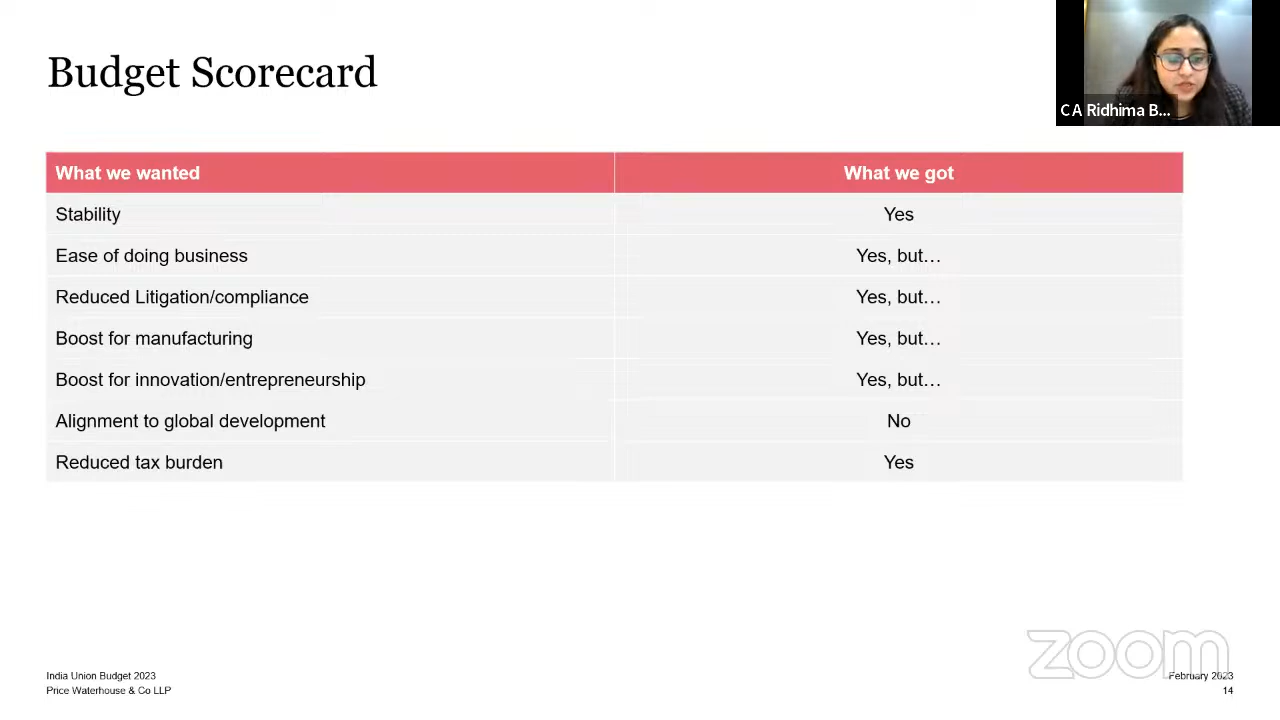 Budget Scorecard
CA Ridhima B...
What we wanted What we got
Stability Yes
Ease of doing business Yes, but…
Reduced Litigation/compliance Yes, but…
Boost for manufacturing Yes, but…
Boost for innovation/entrepreneurship Yes, but…
Alignment to global development No
Reduced tax burden Yes
zoom
India Union Budget 2023 February 2023
Price Waterhouse & Co LLP 14